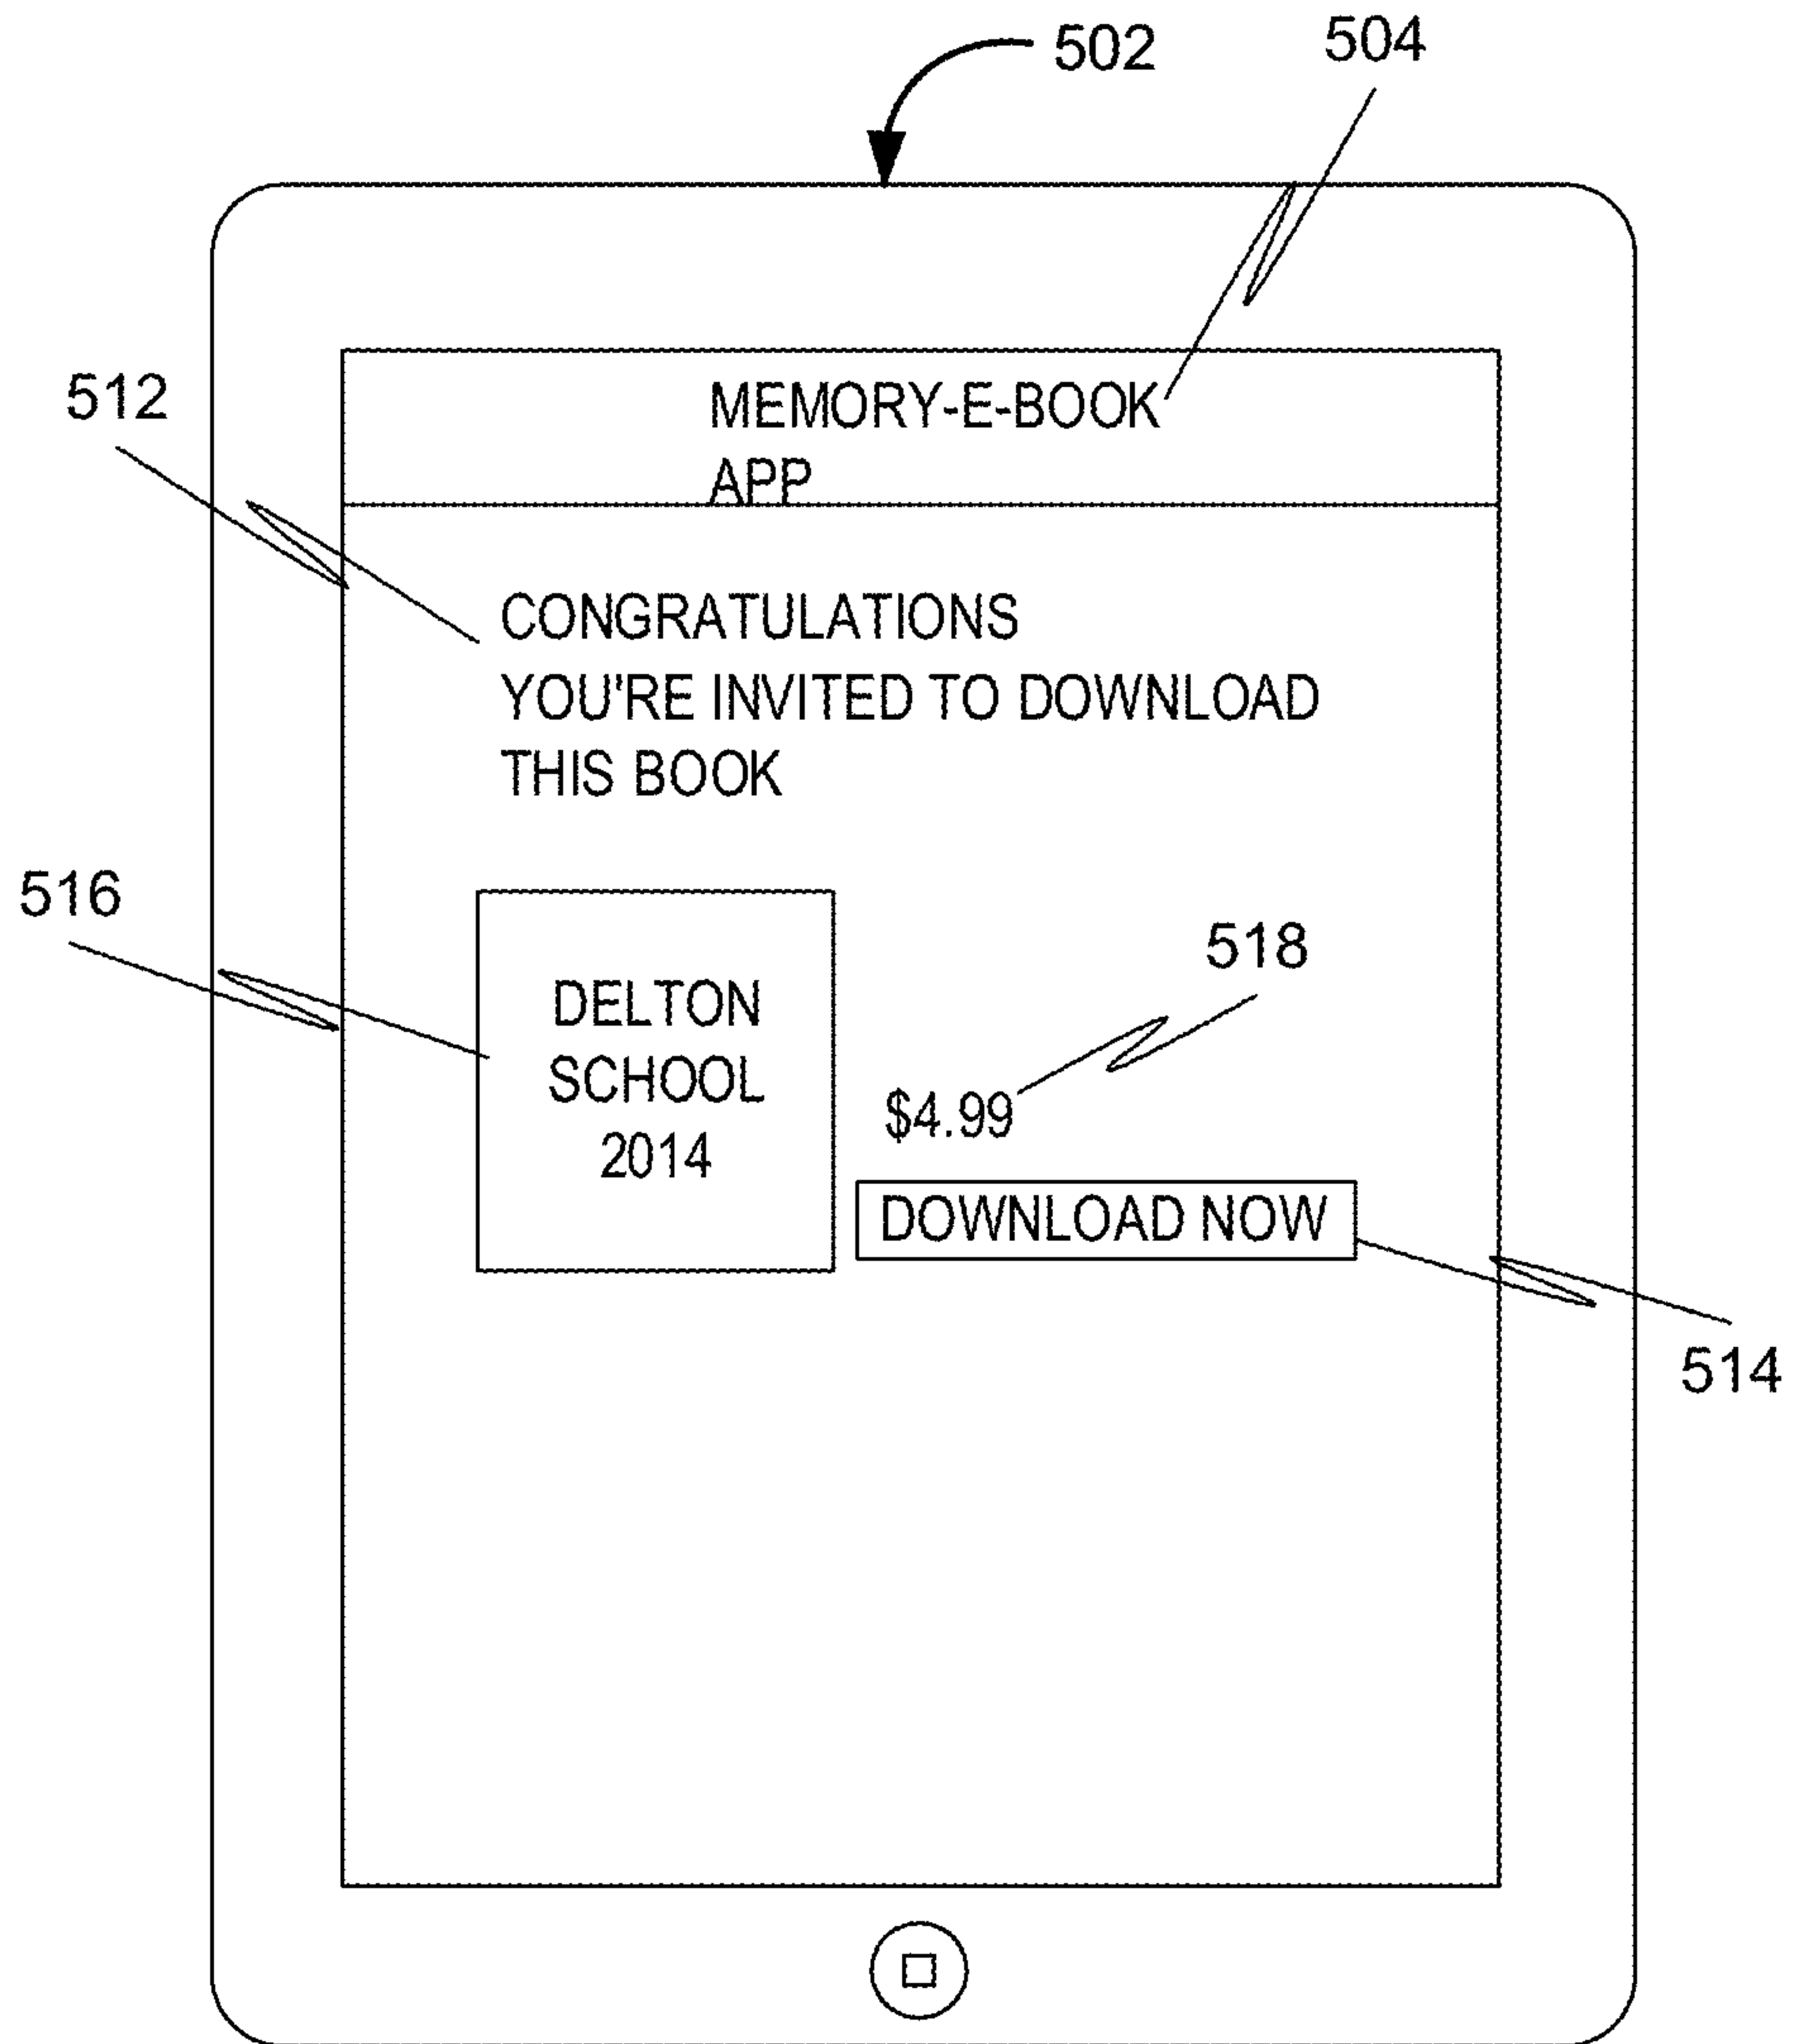 502
504
MEMORY-E-BOOK
APP
512
CONGRATULATIONS
YOU'RE INVITED TO DOWNLOAD
THIS BOOK
516
DELTON
SCHOOL
2014
518
$4.99
DOWNLOAD NOW
514